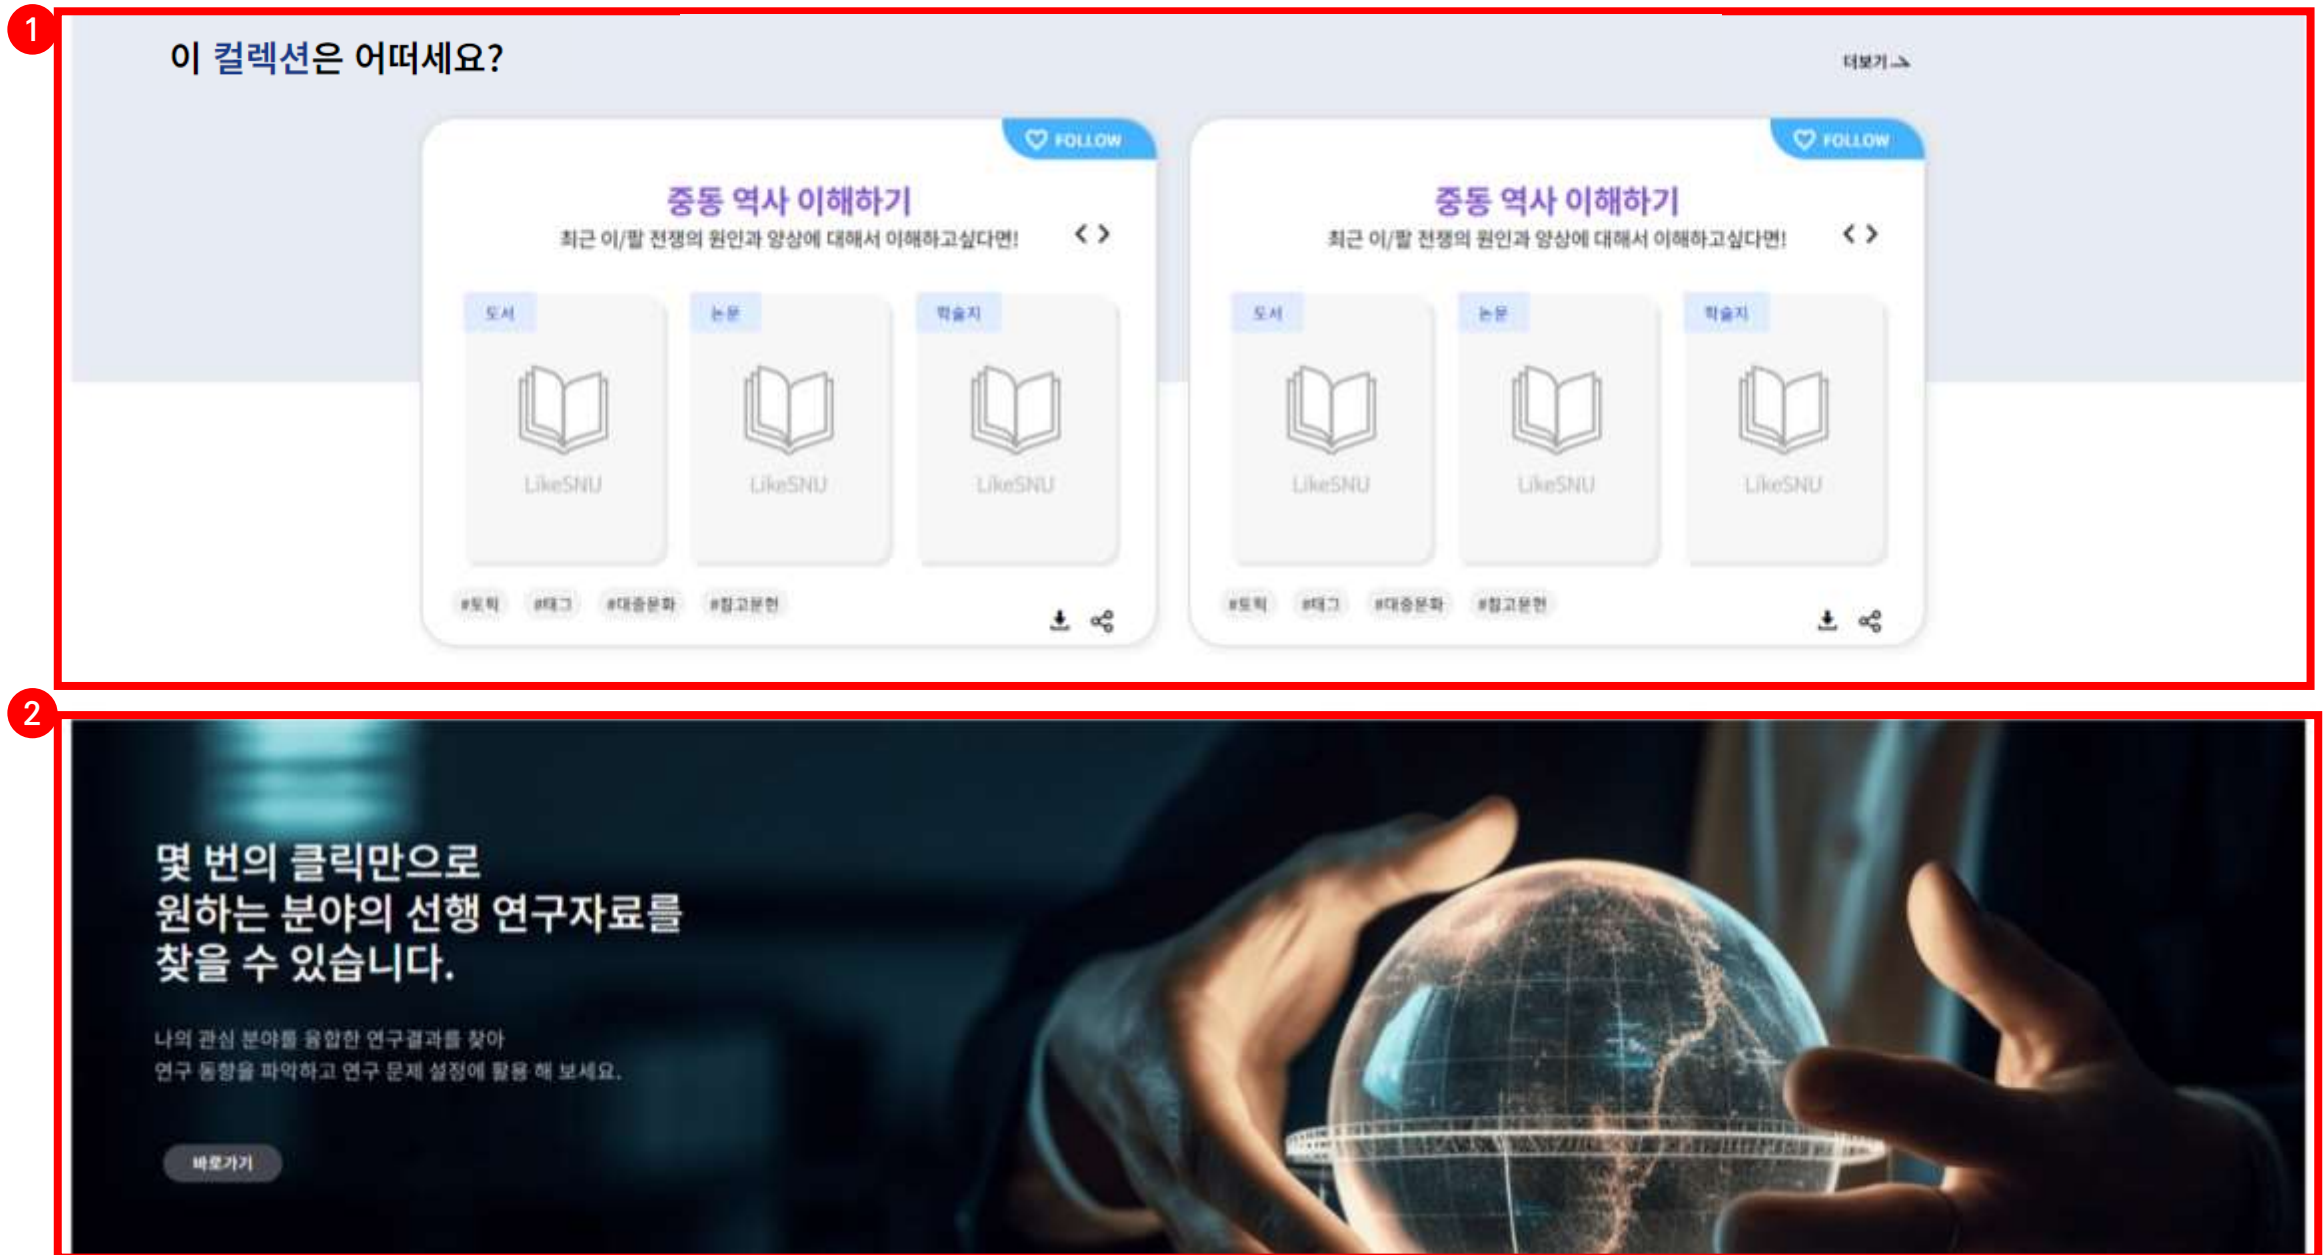 1
이 컬렉션은 어떠세요?
더보기
FOLLOW
중동 역사 이해하기
최근 이/팔 전쟁의 원인과 양상에 대해서 이해하고싶다면!
도서
논문
학술지
LikeSNU
LikeSNU
LikeSNU
#토픽 #태그 #대중문화 #참고문헌
FOLLOW
중동 역사 이해하기
최근 이/팔 전쟁의 원인과 양상에 대해서 이해하고싶다면!
도서
논문
학술지
LikeSNU
LikeSNU
LikeSNU
#토픽 #태그 #대중문화 #참고문헌
2
몇 번의 클릭만으로
원하는 분야의 선행 연구자료를
찾을 수 있습니다.
나의 관심 분야를 융합한 연구결과를 찾아
연구 동향을 파악하고 연구 문제 설정에 활용 해 보세요.
바로가기